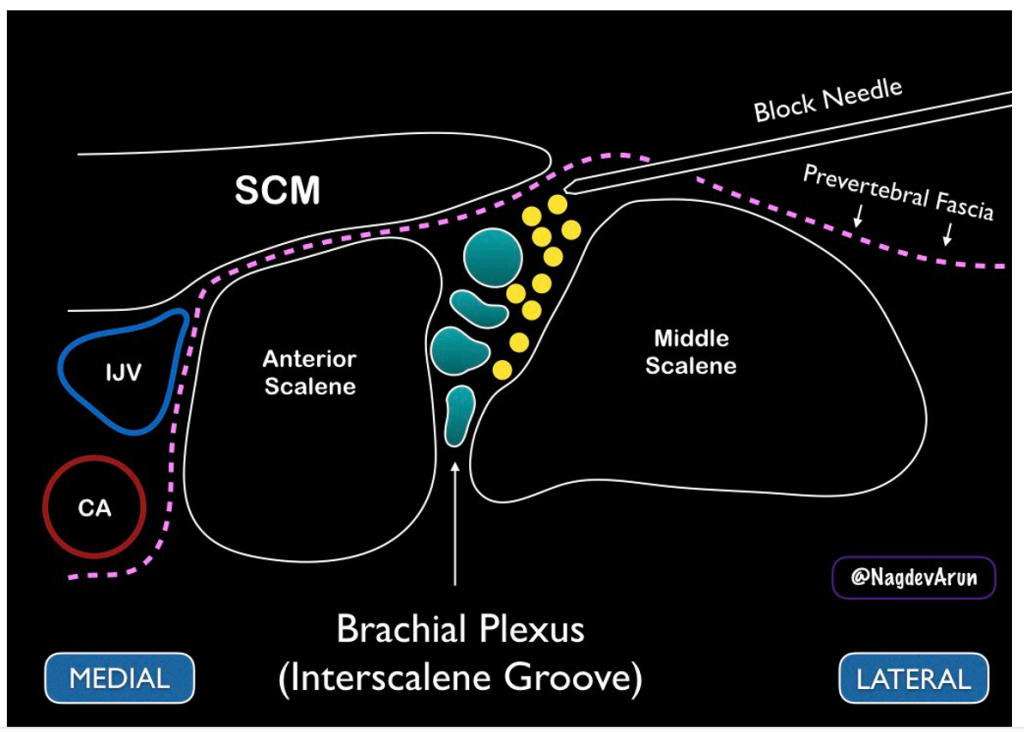 Block Needle
SCM
Prevertebral Fascia
IJV
Anterior
Scalene
Middle
Scalene
CA
@NagdevArun
Brachial Plexus
(Interscalene Groove)
MEDIAL
LATERAL